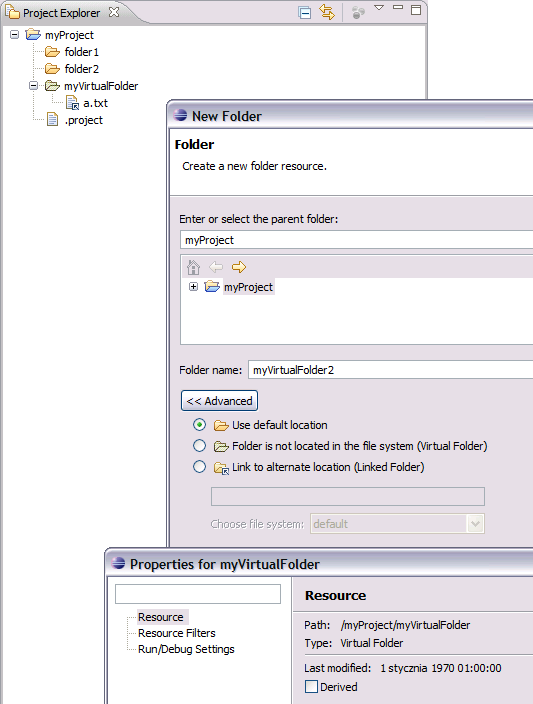 Project Explorer
myProject
folder1
folder2
myVirtualFolder
a.txt
.project
New Folder
Folder
Create a new folder resource.
Enter or select the parent folder:
myProject
myProject
Folder name: myVirtualFolder2
<< Advanced
Use default location
Folder is not located in the file system (Virtual Folder)
Link to alternate location (Linked Folder)
Choose file system: default
Properties for myVirtualFolder
Resource
Resource Filters
Run/Debug Settings
Resource
Path: /myProject/myVirtualFolder
Type: Virtual Folder
Last modified: 1 stycznia 1970 01:00:00
Derived